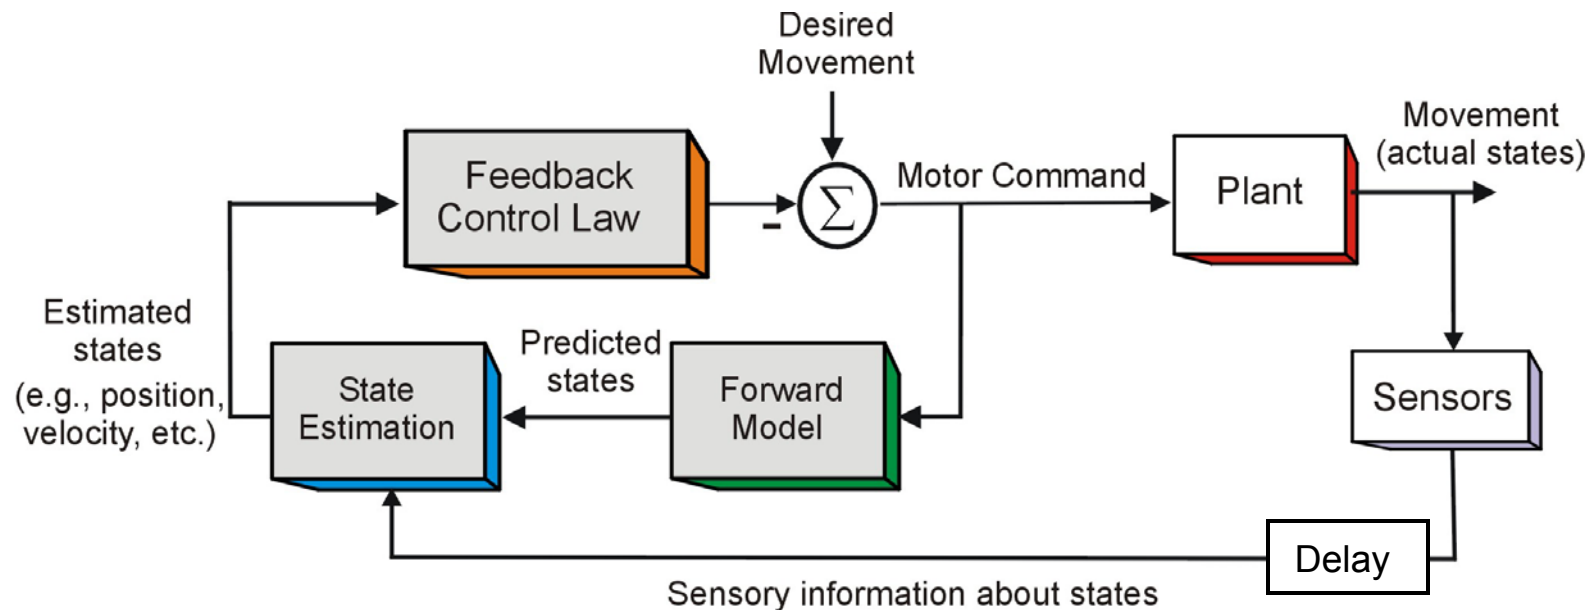 Desired
Movement
Movement
(actual states)
Feedback
Control Law
-
Σ
Motor Command
Plant
Estimated
states
(e.g., position,
velocity, etc.)
State
Estimation
Predicted
states
Forward
Model
Sensors
Delay
Sensory information about states